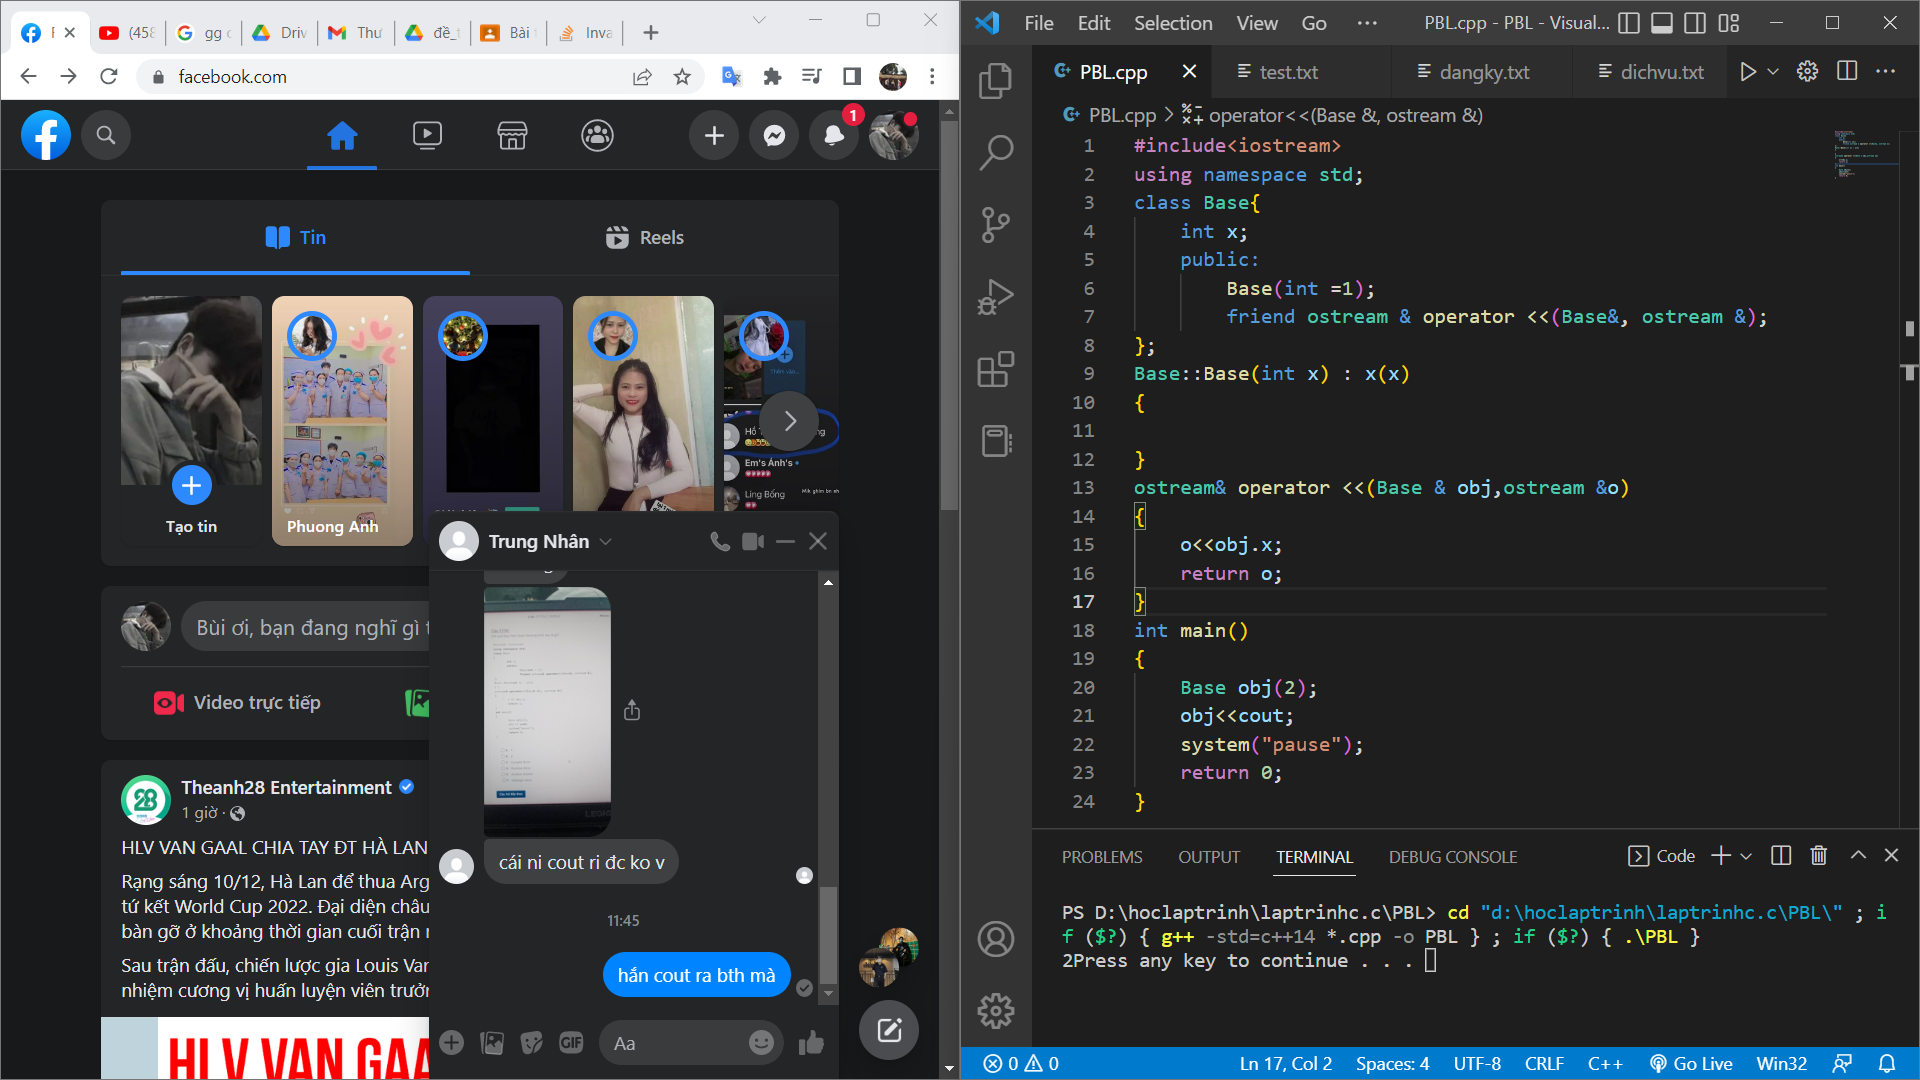 (458
gg c
Driv
Thư
đề_t
Bài t
Inva
facebook.com
1
Tin
Reels
Tạo tin
Phuong Anh
Em's Ánh's
Ling Bống
Bùi ơi, bạn đang nghĩ gì t
Video trực tiếp
Theanh28 Entertainment
1 giờ ·
HLV VAN GAAL CHIA TAY ĐT HÀ LAN
Rạng sáng 10/12, Hà Lan để thua Arg
tứ kết World Cup 2022. Đại diện châu
bàn gỡ ở khoảng thời gian cuối trận r
Sau trận đấu, chiến lược gia Louis Van
nhiệm cương vị huấn luyện viên trưởn
HLV VAN GAA
Trung Nhân
cái ni cout ri đc ko v
11:45
hắn cout ra bth mà
GIF
Aa
File Edit Selection View Go ···
PBL.cpp - PBL - Visual...
PBL.cpp
test.txt
dangky.txt
dichvu.txt
PBL.cpp > operator<<(Base &, ostream &)
1 #include<iostream>
2 using namespace std;
3 class Base{
4 int x;
5 public:
6 Base(int =1);
7 friend ostream & operator <<(Base&, ostream &);
8 };
9 Base::Base(int x) : x(x)
10 {
11
12 }
13 ostream& operator <<(Base & obj,ostream &o)
14 {
15 o<<obj.x;
16 return o;
17 }
18 int main()
19 {
20 Base obj(2);
21 obj<<cout;
22 system("pause");
23 return 0;
24 }
PROBLEMS OUTPUT TERMINAL DEBUG CONSOLE
Code
PS D:\hoclaptrinh\laptrinhc.c\PBL> cd "d:\hoclaptrinh\laptrinhc.c\PBL\" ; i
f ($?) { g++ -std=c++14 *.cpp -o PBL } ; if ($?) { .\PBL }
2Press any key to continue . . .
0 0
Ln 17, Col 2 Spaces: 4 UTF-8 CRLF C++ Go Live Win32